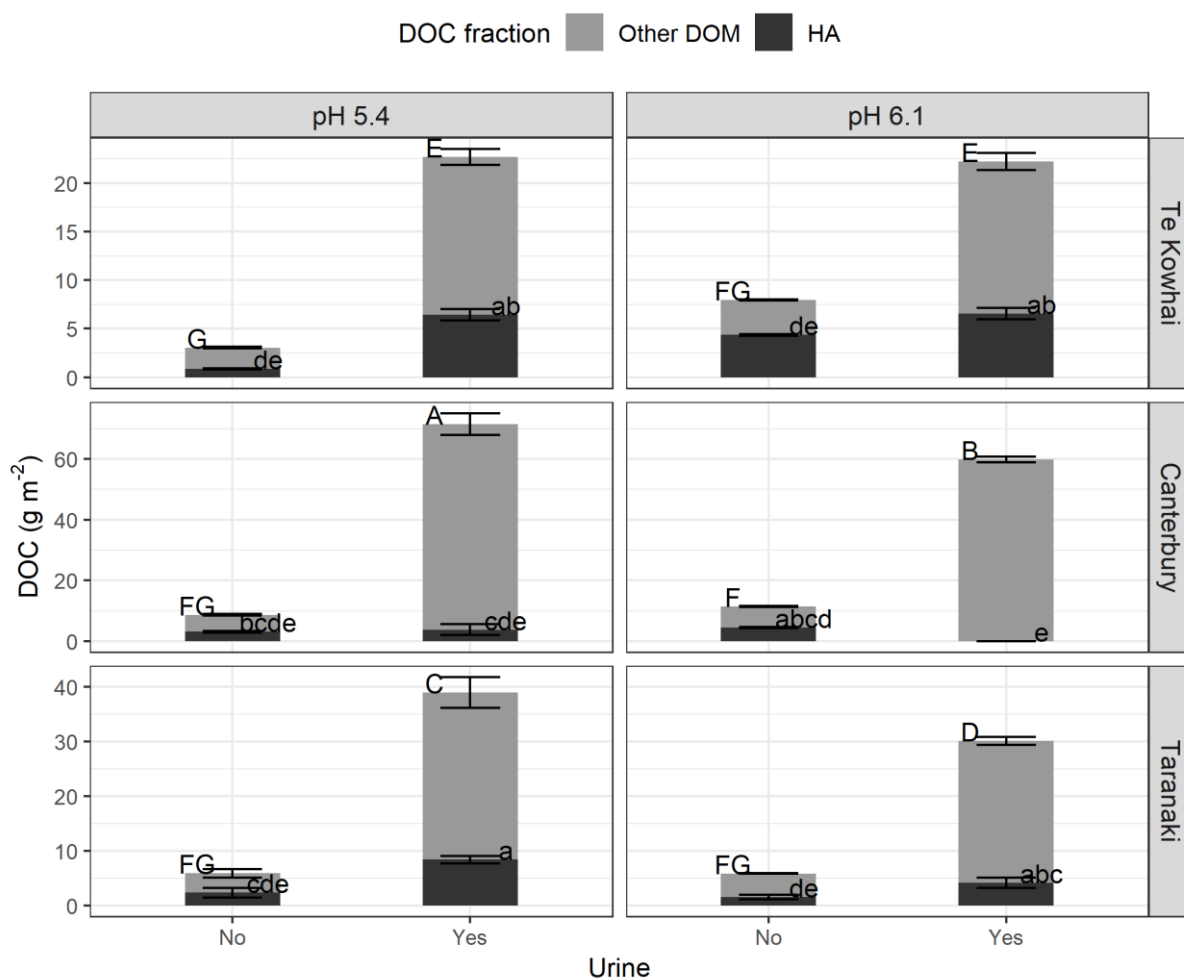 DOC fraction Other DOM HA
pH 5.4 pH 6.1
Te Kowhai
20
15
10
5
0
G de E ab
FG de E ab
Canterbury
60
40
20
0
FG bcde A cde
F abcd B e
Taranaki
40
30
20
10
0
FG cde C a
FG de D abc
DOC (g m⁻²)
No Yes No Yes
Urine